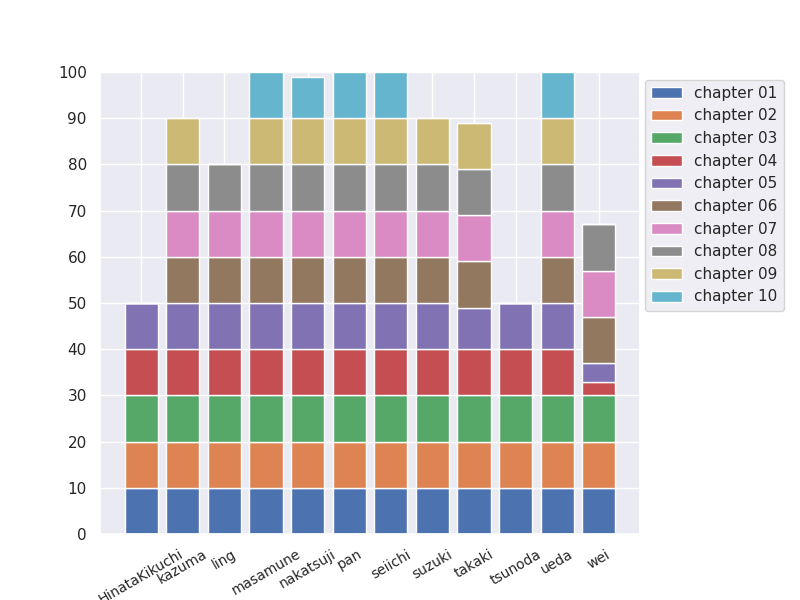 100
90
80
70
60
50
40
30
20
10
0
HinataKikuchi
kazuma
ling
masamune
nakatsuji
pan
seiichi
suzuki
takaki
tsunoda
ueda
wei
chapter 01
chapter 02
chapter 03
chapter 04
chapter 05
chapter 06
chapter 07
chapter 08
chapter 09
chapter 10